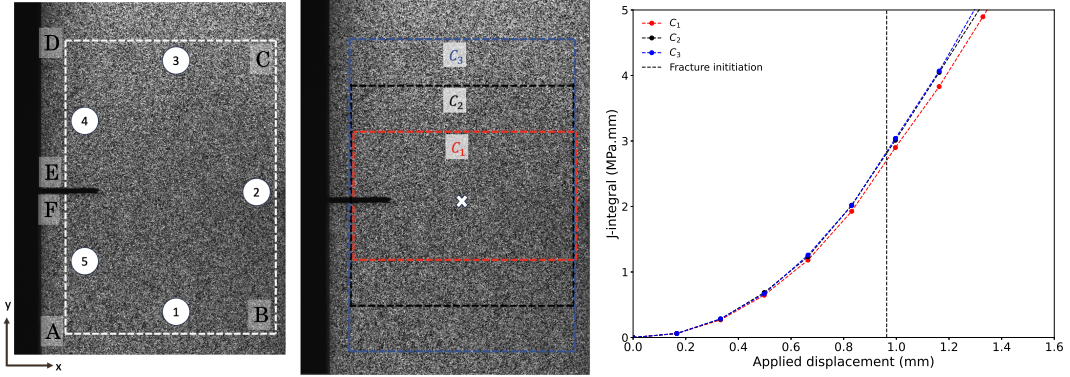 D
C
3
4
E
2
F
5
1
A
B
y
x
C₃
C₂
C₁
J-integral (MPa.mm)
5
4
3
2
1
0
C₁
C₂
C₃
Fracture inititiation
0.0 0.2 0.4 0.6 0.8 1.0 1.2 1.4 1.6
Applied displacement (mm)